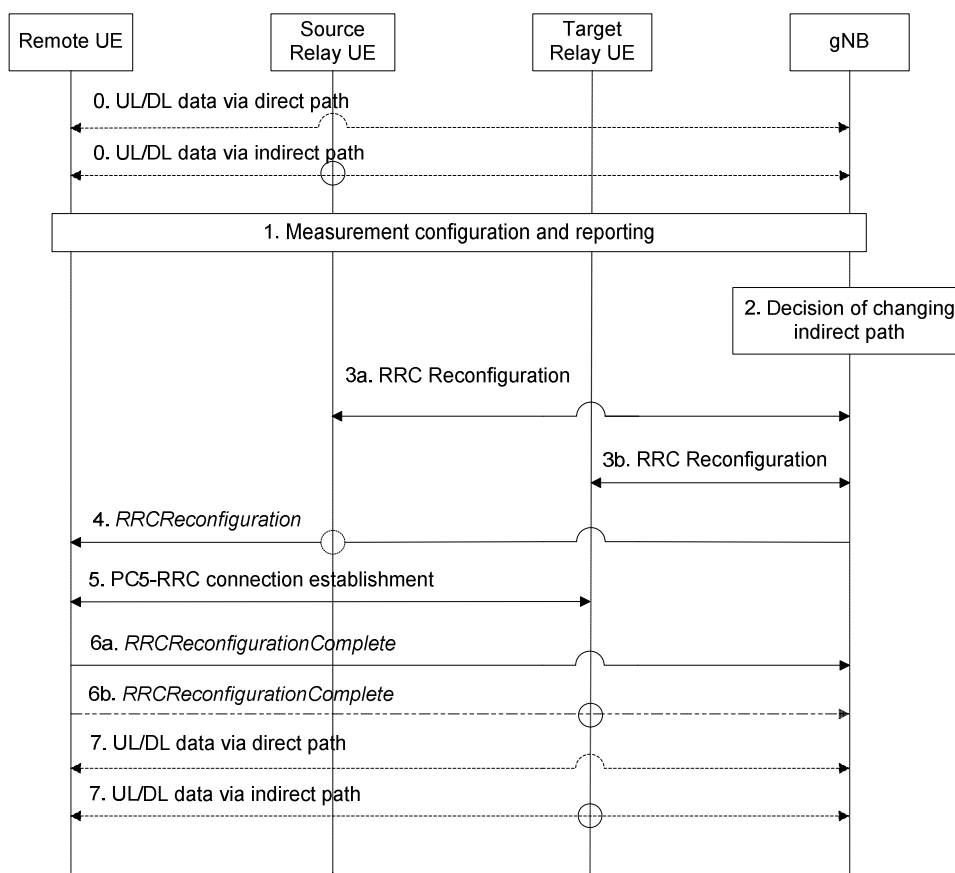 Remote UE
Source
Relay UE
Target
Relay UE
gNB
0. UL/DL data via direct path
0. UL/DL data via indirect path
1. Measurement configuration and reporting
2. Decision of changing
indirect path
3a. RRC Reconfiguration
3b. RRC Reconfiguration
4. RRCReconfiguration
5. PC5-RRC connection establishment
6a. RRCReconfigurationComplete
6b. RRCReconfigurationComplete
7. UL/DL data via direct path
7. UL/DL data via indirect path